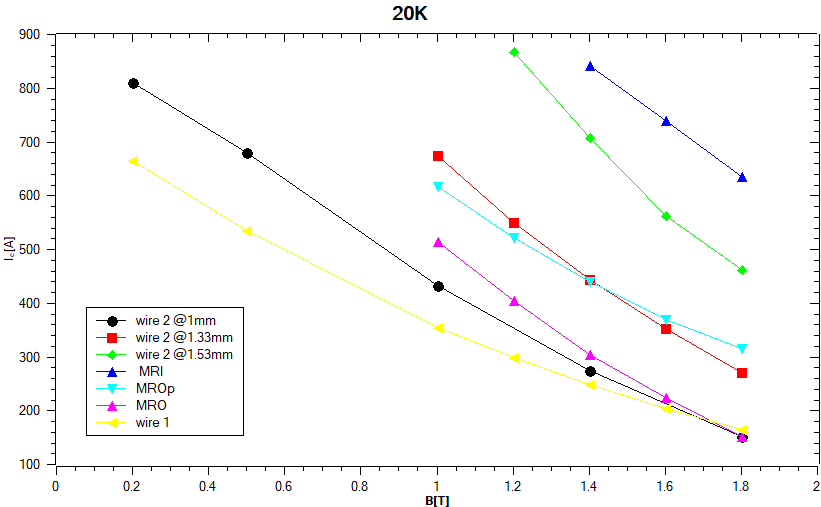 20K
900
800
700
600
500
400
300
200
100
Ic[A]
wire 2 @1mm
wire 2 @1.33mm
wire 2 @1.53mm
MRI
MROp
MRO
wire 1
0 0.2 0.4 0.6 0.8 1 1.2 1.4 1.6 1.8 2
B[T]